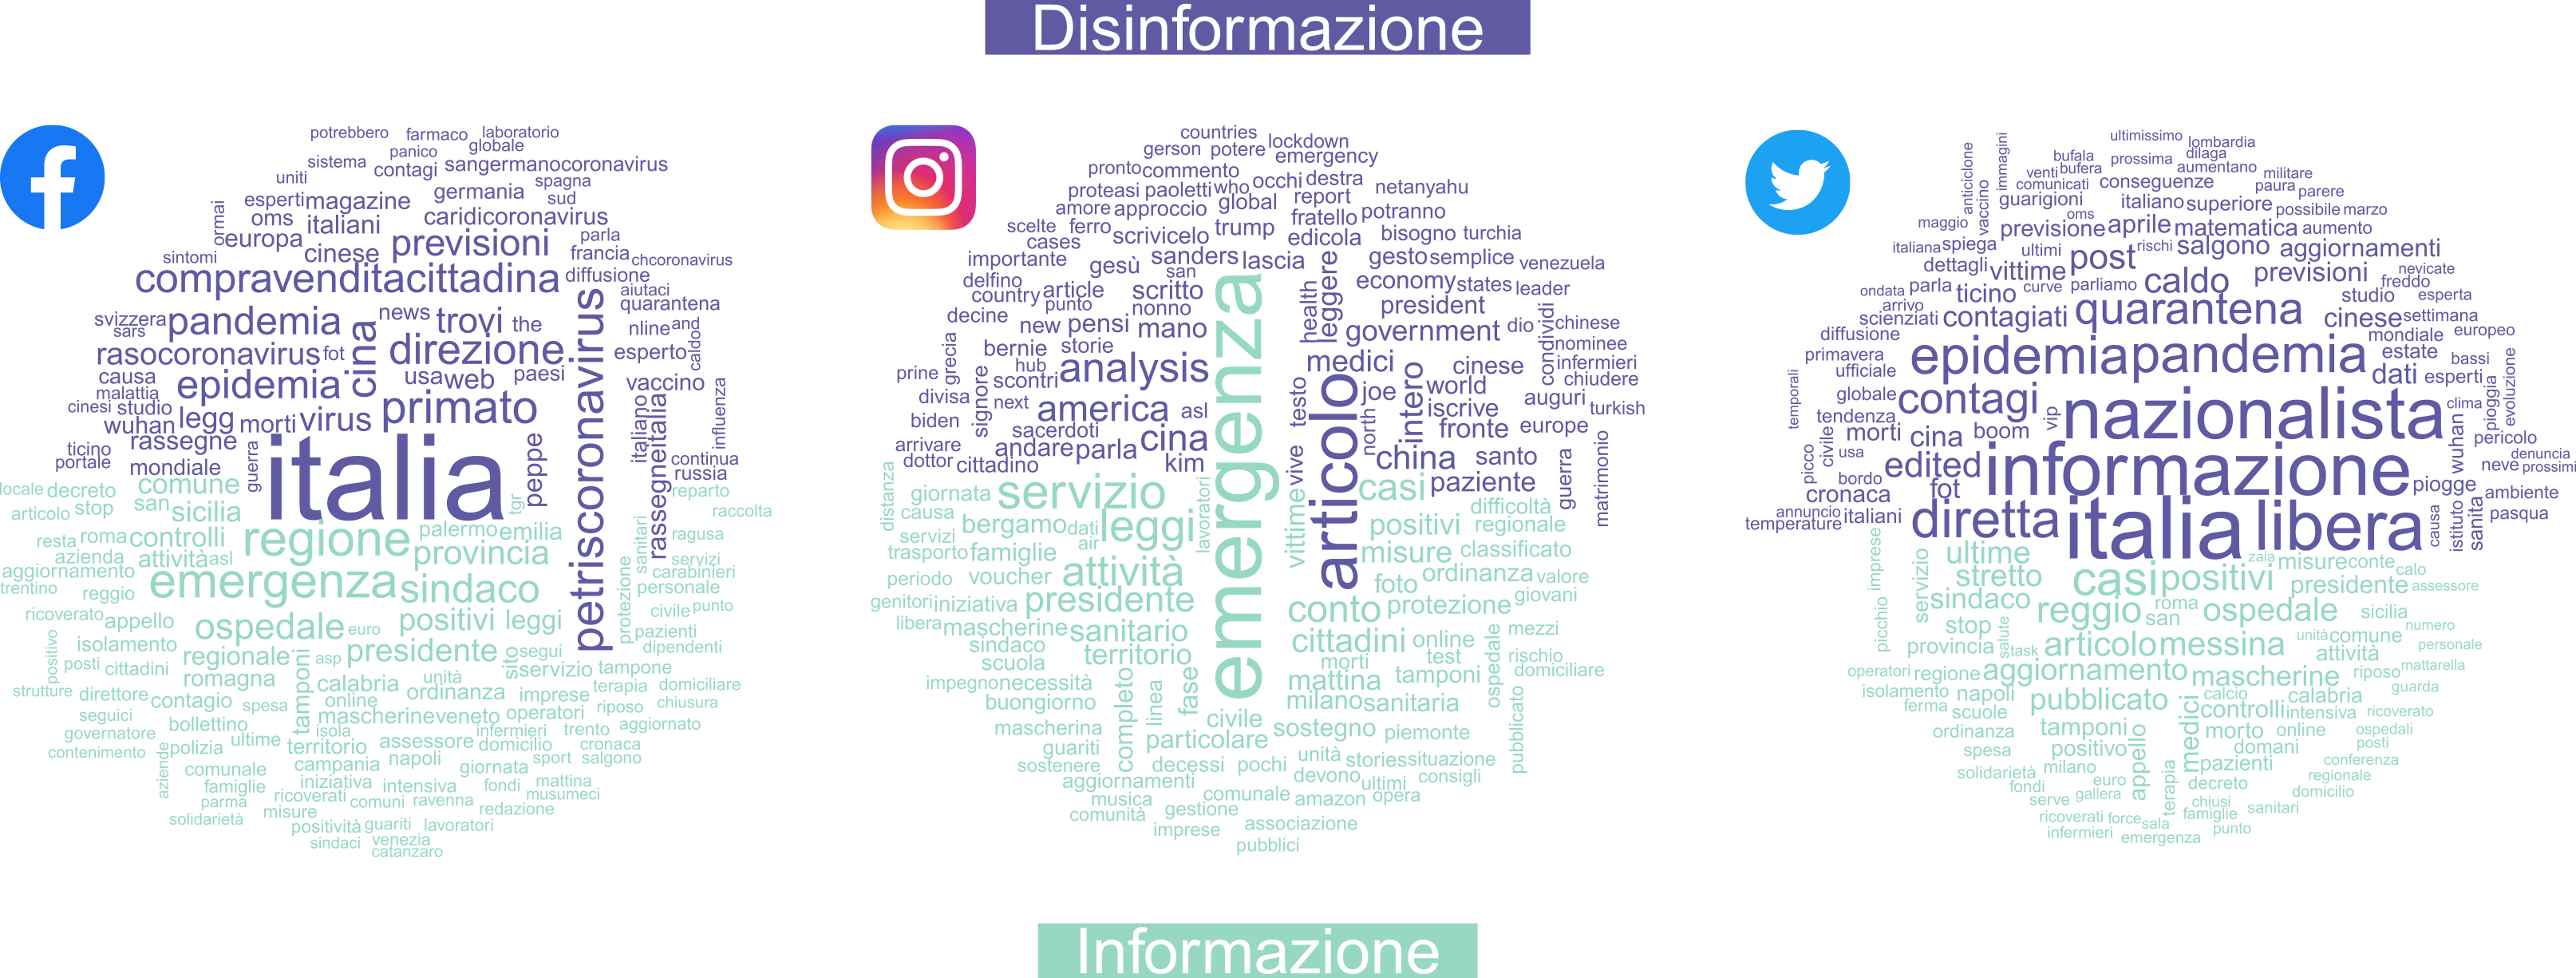 Disinformazione
potrebbero farmaco laboratorio
panico globale
sistema contagi sangermanocoronavirus
uniti germania spagna
esperti magazine sud
ormai oms italiani caridicoronavirus
europa cinese previsioni parla
sintomi francia chcoronavirus
compravenditacittadina diffusione
aiutaci
quarantena
svizzera pandemia cina news trovi the petriscoronavirus
sars nline and
rasocoronavirus fot direzione esperto caldo
causa epidemia usa web paesi vaccino
malattia
cinesi studio legg morti virus primato italiano rassegneitalia influenza
wuhan
ticino rassegne guerra italia peppe
portale mondiale continua
russia
locale decreto comune tgr reparto
articolo stop san sicilia raccolta
resta roma controlli regione palermo emilia sanitari ragusa
azienda attività asl provincia servizi
aggiornamento emergenza sindaco protezione carabinieri
trentino reggio personale
ricoverato appello ospedale euro positivi leggi civile punto
positivo isolamento pazienti
regionale tamponi asp presidente sito segui dipendenti
posti cittadini romagna servizio tampone
strutture direttore calabria unità ordinanza imprese terapia domiciliare
contagio spesa online riposo chiusura
seguici mascherine veneto operatori aggiornato
governatore bollettino isola infermieri trento
contenimento aziende polizia ultime territorio assessore domicilio cronaca
campania napoli sport salgono
comunale iniziativa giornata mattina
famiglie ricoverati intensiva fondi musumeci
parma misure comuni ravenna redazione
solidarietà positività guariti lavoratori
sindaci venezia
catanzaro
countries
gerson potere lockdown
emergency
pronto commento
proteasi paoletti who occhi destra netanyahu
amore approccio global report
scelte ferro scrivicelo trump fratello potranno
cases edicola bisogno turchia
importante gesù sanders lascia gesto semplice venezuela
san
delfino scritto emergenza health leggere economy states leader
country article
decine punto nonno president condividi
new pensi mano government dio chinese
grecia bernie storie nominee
hub analysis medici cinese infermieri
prine signore scontri testo articolo joe intero world chiudere
divisa next america asl iscrive auguri turkish
biden sacerdoti cina north fronte europe
arrivare andare parla china santo
dottor cittadino kim vive paziente guerra matrimonio
distanza giornata servizio lavoratori vittime casi difficoltà
causa bergamo dati leggi positivi regionale
servizi air
trasporto famiglie misure classificato
periodo voucher attività foto ordinanza valore
genitori iniziativa presidente conto protezione giovani
libera mascherine sanitario cittadini online ospedale mezzi
sindaco territorio morti test rischio
scuola mattina tamponi domiciliare
impegno necessità completo linea fase milano sanitaria pubblicato
buongiorno civile
mascherina particolare sostegno piemonte
guariti unità stories situazione
sostenere decessi pochi devono ultimi consigli
aggiornamenti
musica comunale amazon opera
comunità gestione
imprese associazione
pubblici
ultimissimo lombardia
anticiclone immagini bufala prossima dilaga
venti bufera aumentano militare
comunicati conseguenze paura parere
vaccino guarigioni italiano superiore possibile marzo
maggio previsione oms aprile matematica aumento
italiana spiega ultimi post rischi salgono aggiornamenti
dettagli vittime caldo previsioni nevicate
ondata parla ticino curve parliamo freddo
arrivo studio esperta
scienziati contagiati quarantena cinese settimana
diffusione mondiale europeo
primavera epidemia pandemia estate bassi
ufficiale dati esperti
temporali globale contagi vip nazionalista clima pioggia evoluzione
tendenza
morti cina boom pericolo
picco civile usa edited informazione wuhan denuncia
bordo neve prossimi
cronaca fot piogge ambiente
annuncio italiani diretta italia libera causa istituto sanita pasqua
temperature
imprese servizio ultime zaia misure conte calo
stretto casi positivi presidente assessore
picchio sindaco reggio roma ospedale sicilia
stop salute san numero
provincia task articolo messina unità comune personale
attività
operatori regione aggiornamento mascherine riposo mattarella
isolamento napoli pubblicato medici calcio calabria guarda
ferma scuole controlli intensiva ricoverato
ordinanza tamponi appello morto online ospedali
spesa positivo domani posti
solidarietà milano terapia pazienti conferenza
fondi euro decreto regionale
serve gallera chiusi domicilio
ricoverati force sala famiglie sanitari
infermieri emergenza punto
Informazione